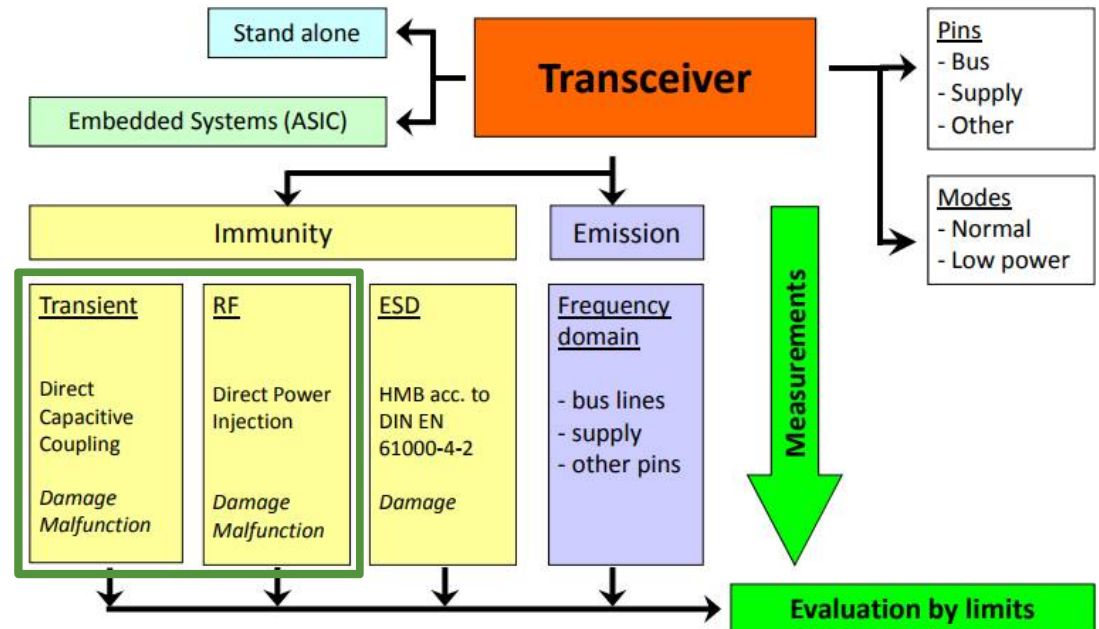 Stand alone
Embedded Systems (ASIC)
Transceiver
Pins
- Bus
- Supply
- Other
Modes
- Normal
- Low power
Immunity
Emission
Transient
Direct
Capacitive
Coupling
Damage
Malfunction
RF
Direct Power
Injection
Damage
Malfunction
ESD
HMB acc. to
DIN EN
61000-4-2
Damage
Frequency
domain
- bus lines
- supply
- other pins
Measurements
Evaluation by limits